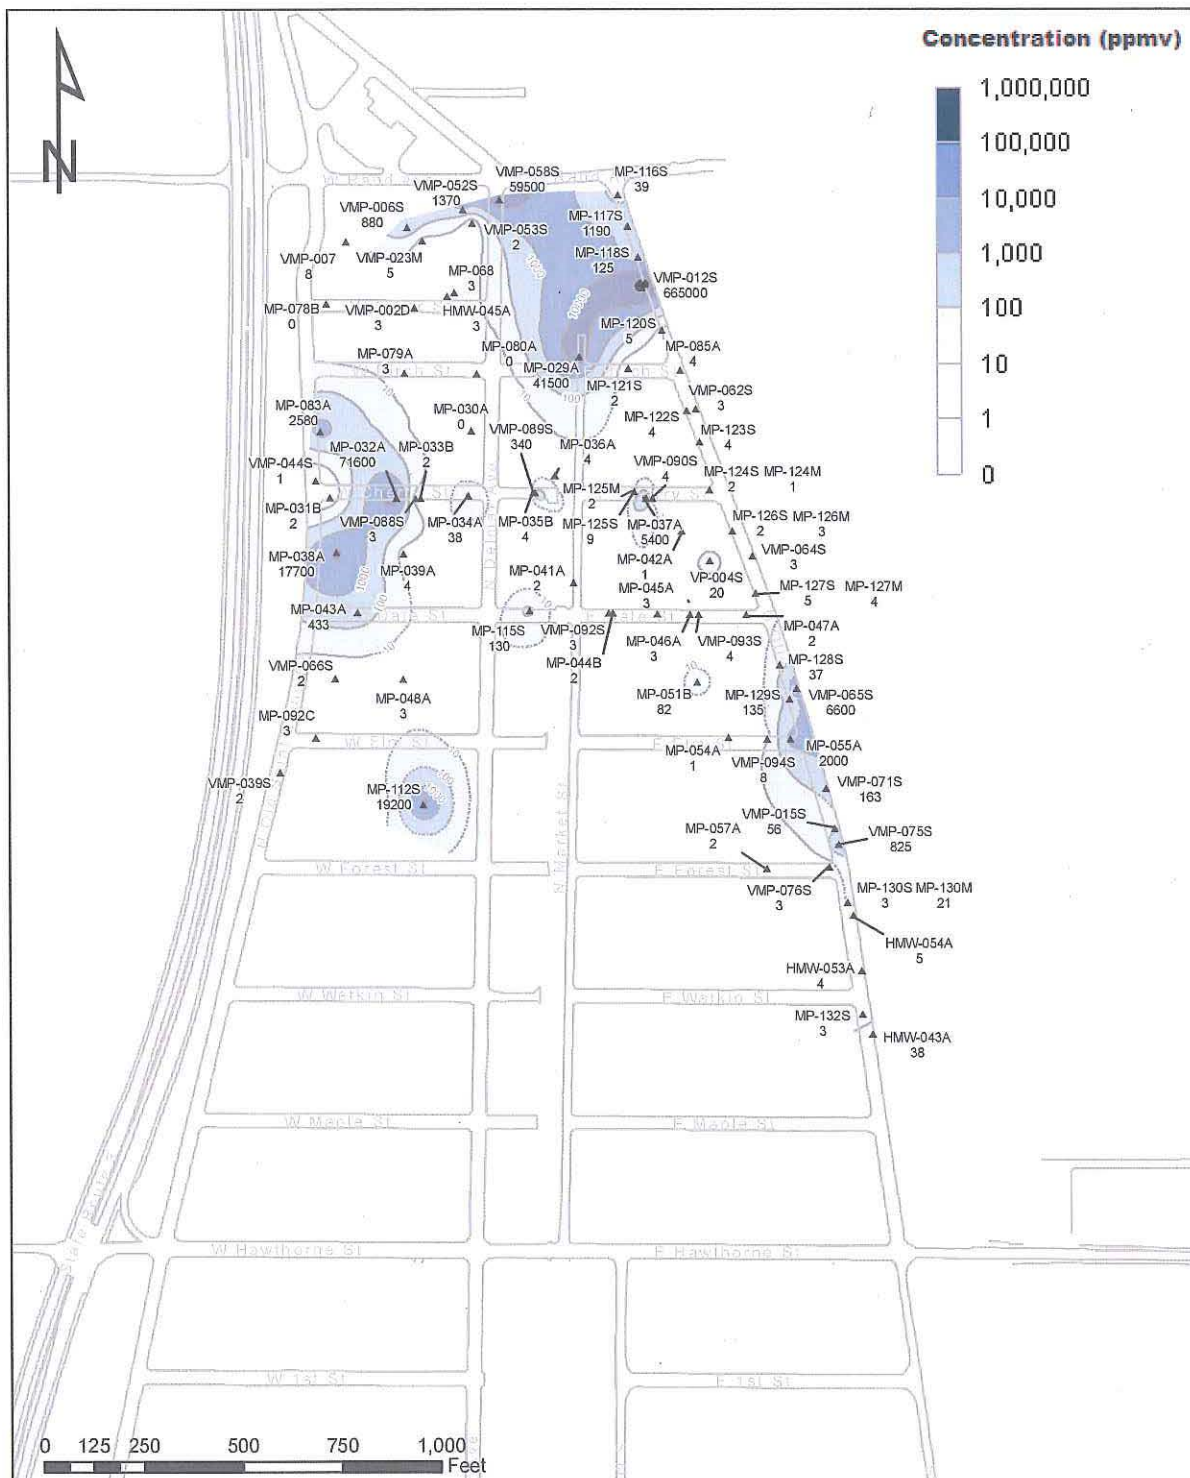 Concentration (ppmv)
1,000,000
100,000
10,000
1,000
100
10
1
0
N
VMP-058S
59500
MP-116S
39
VMP-052S
1370
VMP-006S
880
MP-117S
1190
VMP-053S
2
VMP-007
8
VMP-023M
5
MP-118S
125
MP-068
3
VMP-012S
665000
MP-078B
0
VMP-002D
3
HMW-045A
3
MP-120S
5
MP-080A
0
MP-085A
4
MP-079A
3
MP-029A
41500
MP-121S
2
MP-083A
2580
MP-030A
0
VMP-062S
3
MP-122S
4
VMP-089S
340
MP-123S
4
MP-032A
71600
MP-033B
2
MP-036A
4
VMP-090S
4
VMP-044S
1
MP-124S
2
MP-124M
1
MP-125M
2
MP-031B
2
VMP-088S
3
MP-034A
38
MP-035B
4
MP-125S
9
MP-037A
5400
MP-126S
2
MP-126M
3
MP-038A
17700
MP-039A
4
MP-042A
1
VMP-064S
3
MP-041A
2
VP-004S
20
MP-045A
3
MP-127S
5
MP-127M
4
MP-043A
433
MP-115S
130
VMP-092S
3
MP-046A
3
VMP-093S
4
MP-047A
2
MP-044B
2
MP-128S
37
VMP-066S
2
MP-048A
3
MP-051B
82
MP-129S
135
VMP-065S
6600
MP-092C
3
W Elm St
MP-054A
1
VMP-094S
8
MP-055A
2000
VMP-039S
2
MP-112S
19200
VMP-071S
163
VMP-015S
56
VMP-075S
825
MP-057A
2
N Market St
W Forest St
E Forest St
VMP-076S
3
MP-130S
3
MP-130M
21
HMW-054A
5
HMW-053A
4
W Watkin St
E Watkin St
MP-132S
3
HMW-043A
38
W Maple St
E Maple St
W Hawthorne St
E Hawthorne St
W 1st St
E 1st St
0 125 250 500 750 1,000
Feet